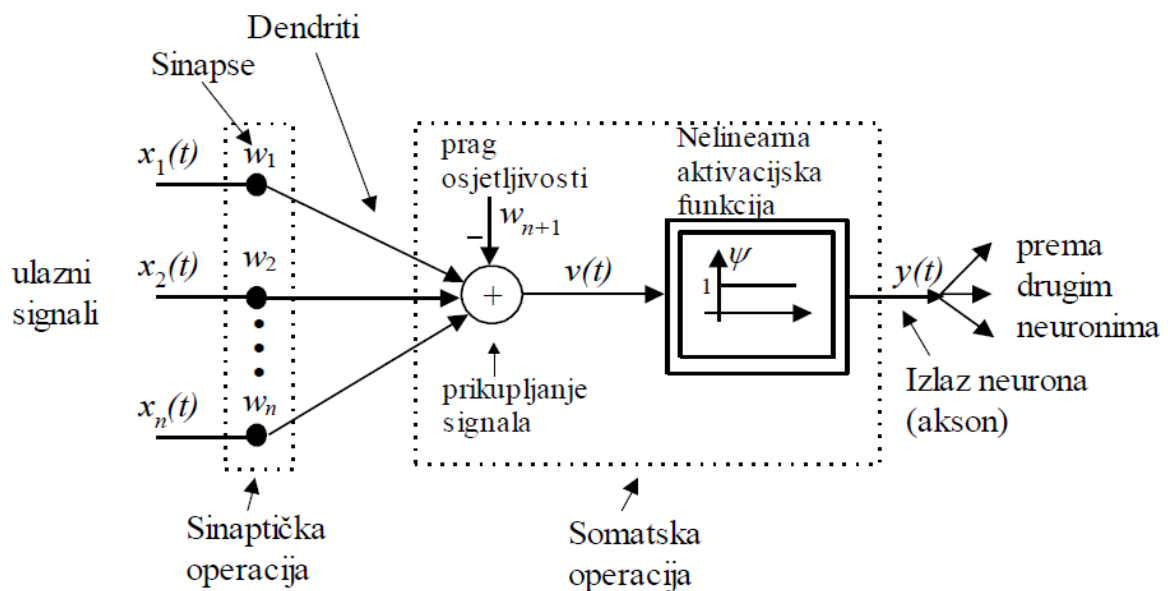 Dendriti
Sinapse
x₁(t)
w₁
prag
osjetljivosti
wₙ₊₁
−
Nelinearna
aktivacijska
funkcija
ulazni
signali
x₂(t)
w₂
+
v(t)
ψ
1
y(t)
prema
drugim
neuronima
xₙ(t)
wₙ
prikupljanje
signala
Izlaz neurona
(akson)
Sinaptička
operacija
Somatska
operacija